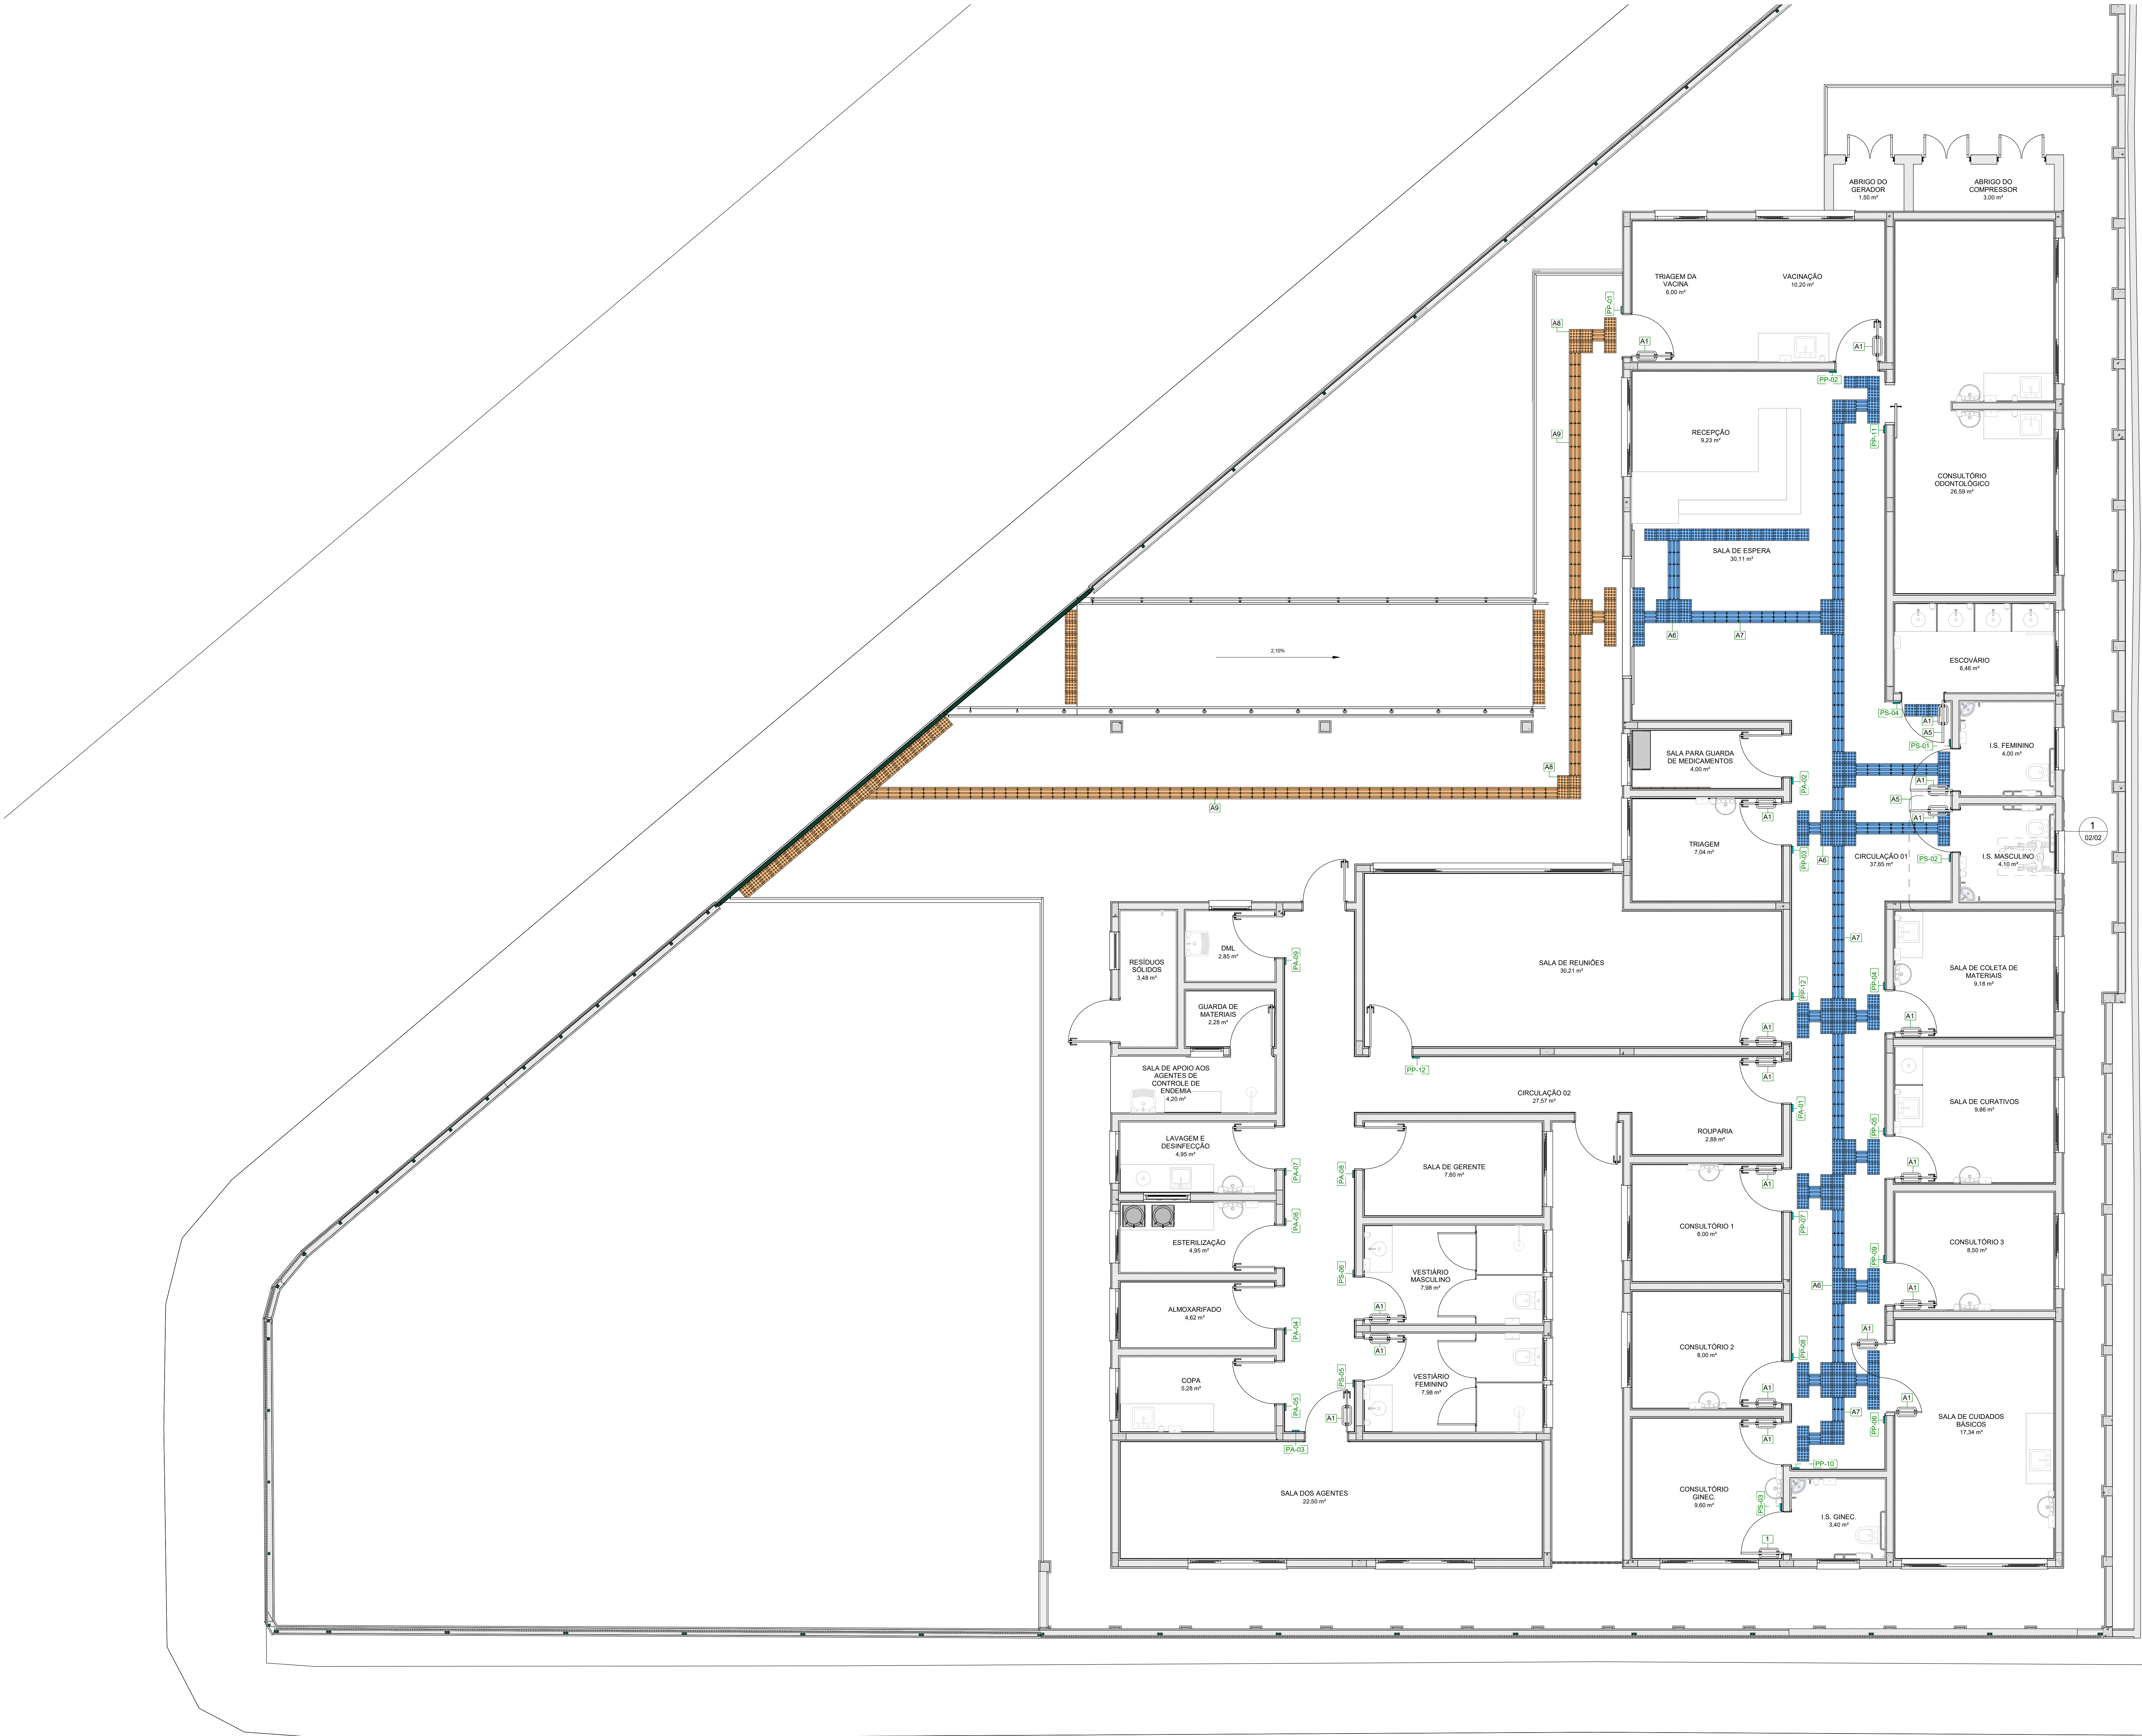 ABRIGO DO
GERADOR
1,50 m²
ABRIGO DO
COMPRESSOR
3,00 m²
TRIAGEM DA
VACINA
6,00 m²
VACINAÇÃO
10,20 m²
PP-01
A8
A1
A1
PP-02
RECEPÇÃO
9,23 m²
A9
PP-11
CONSULTÓRIO
ODONTOLÓGICO
26,59 m²
SALA DE ESPERA
30,11 m²
A6
A7
2,10%
ESCOVÁRIO
6,46 m²
PS-04
A1
A5
PS-01
I.S. FEMININO
4,00 m²
SALA PARA GUARDA
DE MEDICAMENTOS
4,00 m²
A8
PA-02
A1
A9
A1
A5
A1
1
02/02
TRIAGEM
7,04 m²
PP-03
A6
CIRCULAÇÃO 01
37,65 m²
PS-02
I.S. MASCULINO
4,10 m²
A7
RESÍDUOS
SÓLIDOS
3,48 m²
DML
2,85 m²
PA-09
SALA DE REUNIÕES
30,21 m²
PP-12
PP-04
SALA DE COLETA DE
MATERIAIS
9,18 m²
GUARDA DE
MATERIAIS
2,28 m²
A1
A1
PP-12
A1
SALA DE APOIO AOS
AGENTES DE
CONTROLE DE
ENDEMIA
4,20 m²
CIRCULAÇÃO 02
27,57 m²
PA-01
SALA DE CURATIVOS
9,86 m²
ROUPARIA
2,88 m²
PP-05
LAVAGEM E
DESINFECÇÃO
4,95 m²
PA-07
PA-08
SALA DE GERENTE
7,60 m²
A1
A1
PA-06
PP-07
CONSULTÓRIO 1
8,00 m²
ESTERILIZAÇÃO
4,95 m²
PP-09
CONSULTÓRIO 3
8,50 m²
PS-06
VESTIÁRIO
MASCULINO
7,98 m²
A6
A1
ALMOXARIFADO
4,62 m²
PA-04
A1
A1
A1
PP-08
CONSULTÓRIO 2
8,00 m²
COPA
5,28 m²
PA-05
PS-05
VESTIÁRIO
FEMININO
7,98 m²
A1
A1
A7
PP-06
A1
SALA DE CUIDADOS
BÁSICOS
17,34 m²
PA-03
A1
PP-10
SALA DOS AGENTES
22,50 m²
CONSULTÓRIO
GINEC.
9,60 m²
PS-03
I.S. GINEC.
3,40 m²
1